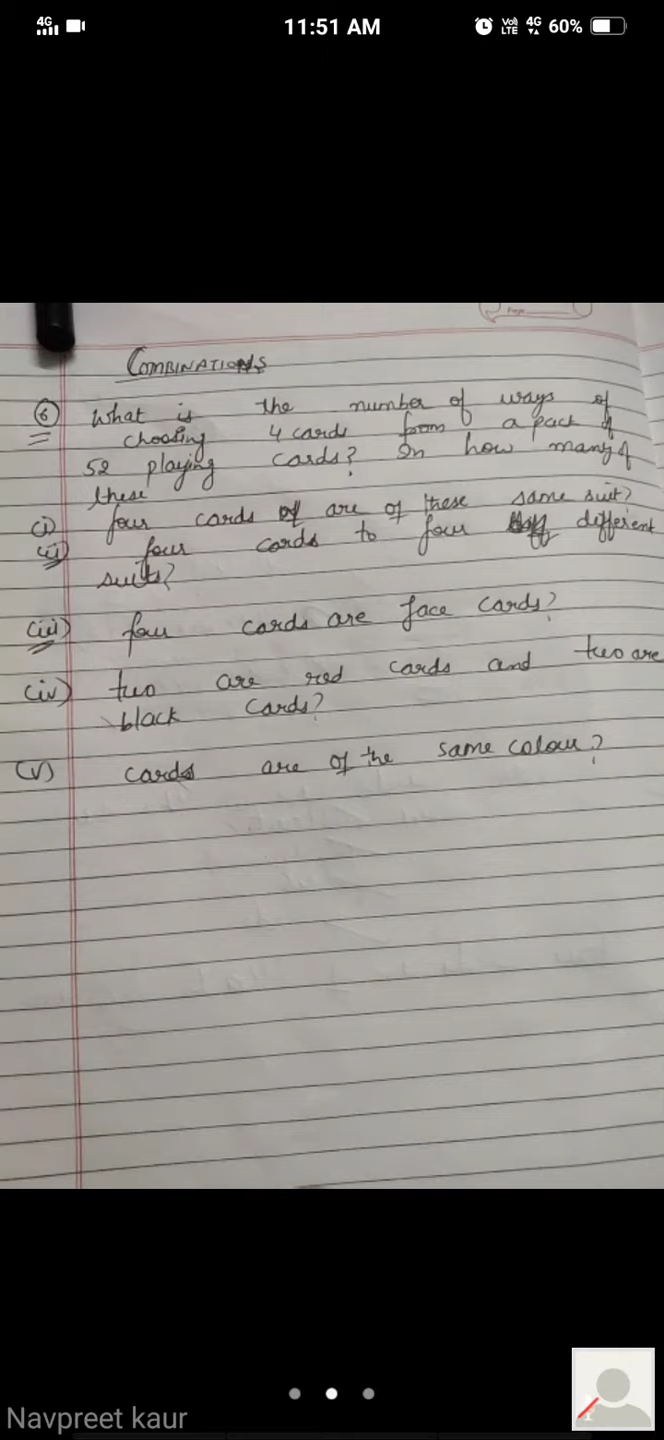 4G
11:51 AM
VoI LTE 4G 60%
Page
COMBINATIONS
(6) What is the number of ways of
choosing 4 cards from a pack of
52 playing cards? In how many of
these
(i) four cards are of these same suit?
(ii) four cards to four different
suits?
(iii) four cards are face cards?
(iv) two are red cards and two are
black cards?
(v) cards are of the same colour?
Navpreet kaur